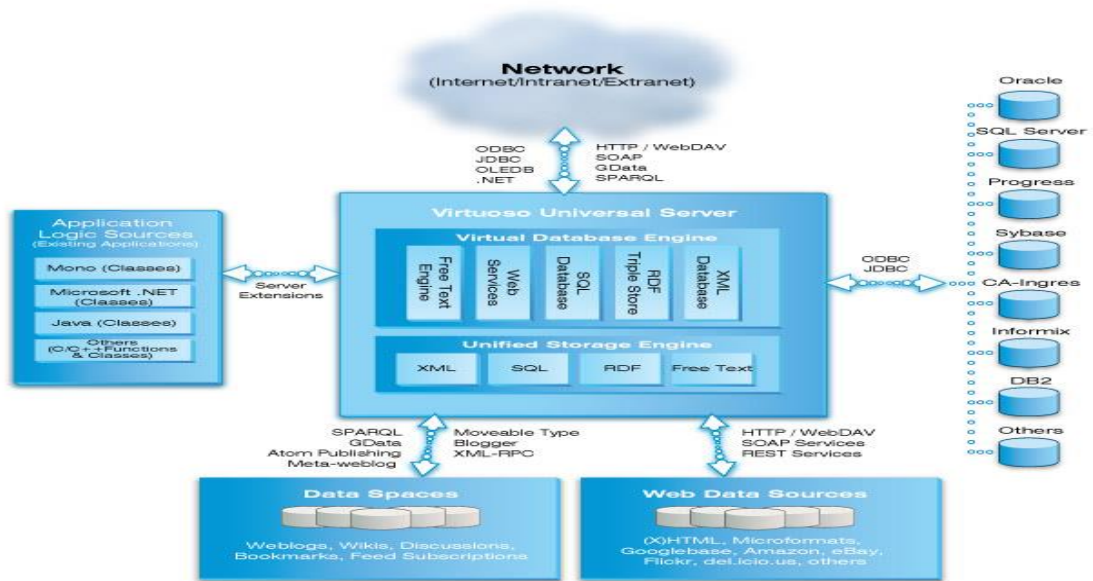 Network
(Internet/Intranet/Extranet)
ODBC
JDBC
OLEDB
.NET
HTTP / WebDAV
SOAP
GData
SPARQL
Application
Logic Sources
(Existing Applications)
Mono (Classes)
Microsoft .NET
(Classes)
Java (Classes)
Others
(C/C++Functions
& Classes)
Server
Extensions
Virtuoso Universal Server
Virtual Database Engine
Free Text
Engine
Web
Services
SQL
Database
RDF
Triple Store
XML
Database
Unified Storage Engine
XML
SQL
RDF
Free Text
ODBC
JDBC
Oracle
SQL Server
Progress
Sybase
CA-Ingres
Informix
DB2
Others
SPARQL
GData
Atom Publishing
Meta-weblog
Moveable Type
Blogger
XML-RPC
HTTP / WebDAV
SOAP Services
REST Services
Data Spaces
Weblogs, Wikis, Discussions,
Bookmarks, Feed Subscriptions
Web Data Sources
(X)HTML, Microformats,
Googlebase, Amazon, eBay,
Flickr, del.icio.us, others